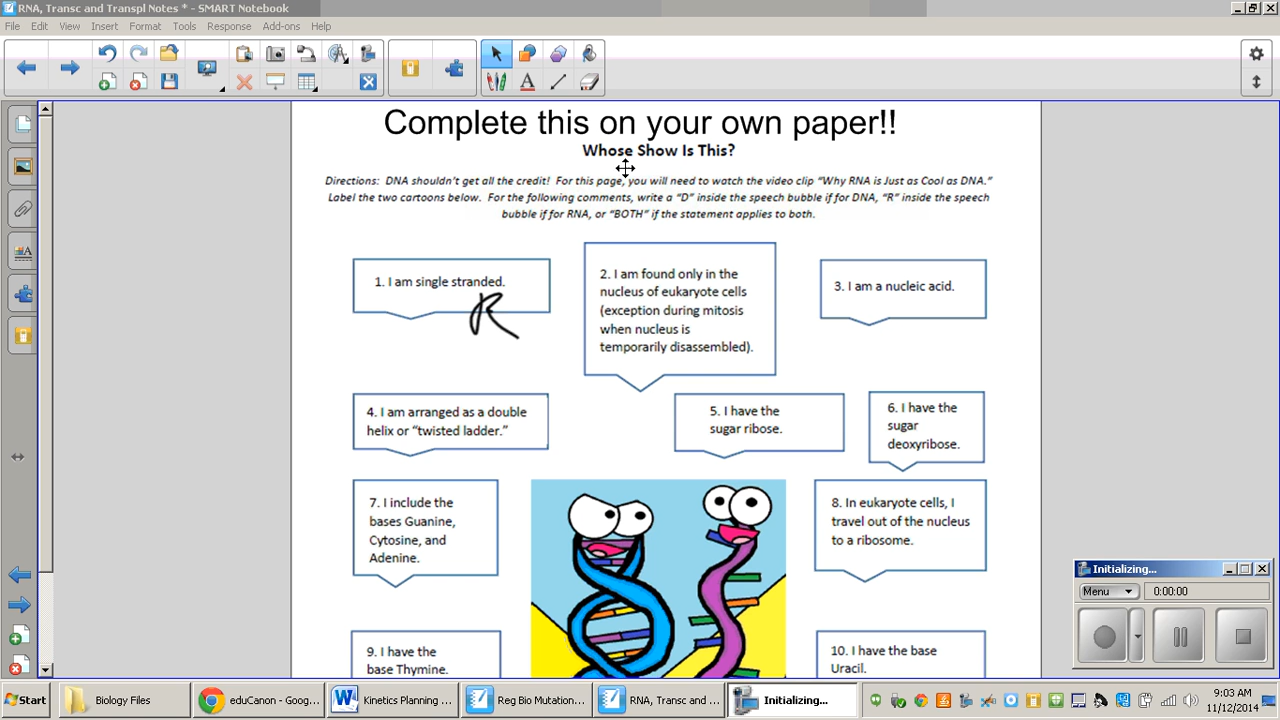 RNA, Transc and Transpl Notes * - SMART Notebook
File Edit View Insert Format Tools Response Add-ons Help
Complete this on your own paper!!
Whose Show Is This?
Directions: DNA shouldn't get all the credit! For this page, you will need to watch the video clip "Why RNA is Just as Cool as DNA."
Label the two cartoons below. For the following comments, write a "D" inside the speech bubble if for DNA, "R" inside the speech
bubble if for RNA, or "BOTH" if the statement applies to both.
1. I am single stranded.
R
2. I am found only in the
nucleus of eukaryote cells
(exception during mitosis
when nucleus is
temporarily disassembled).
3. I am a nucleic acid.
4. I am arranged as a double
helix or "twisted ladder."
5. I have the
sugar ribose.
6. I have the
sugar
deoxyribose.
7. I include the
bases Guanine,
Cytosine, and
Adenine.
8. In eukaryote cells, I
travel out of the nucleus
to a ribosome.
9. I have the
base Thymine.
10. I have the base
Uracil.
Initializing...
Menu 0:00:00
Start Biology Files eduCanon - Goog... Kinetics Planning ... Reg Bio Mutation... RNA, Transc and ... Initializing...
9:03 AM
11/12/2014